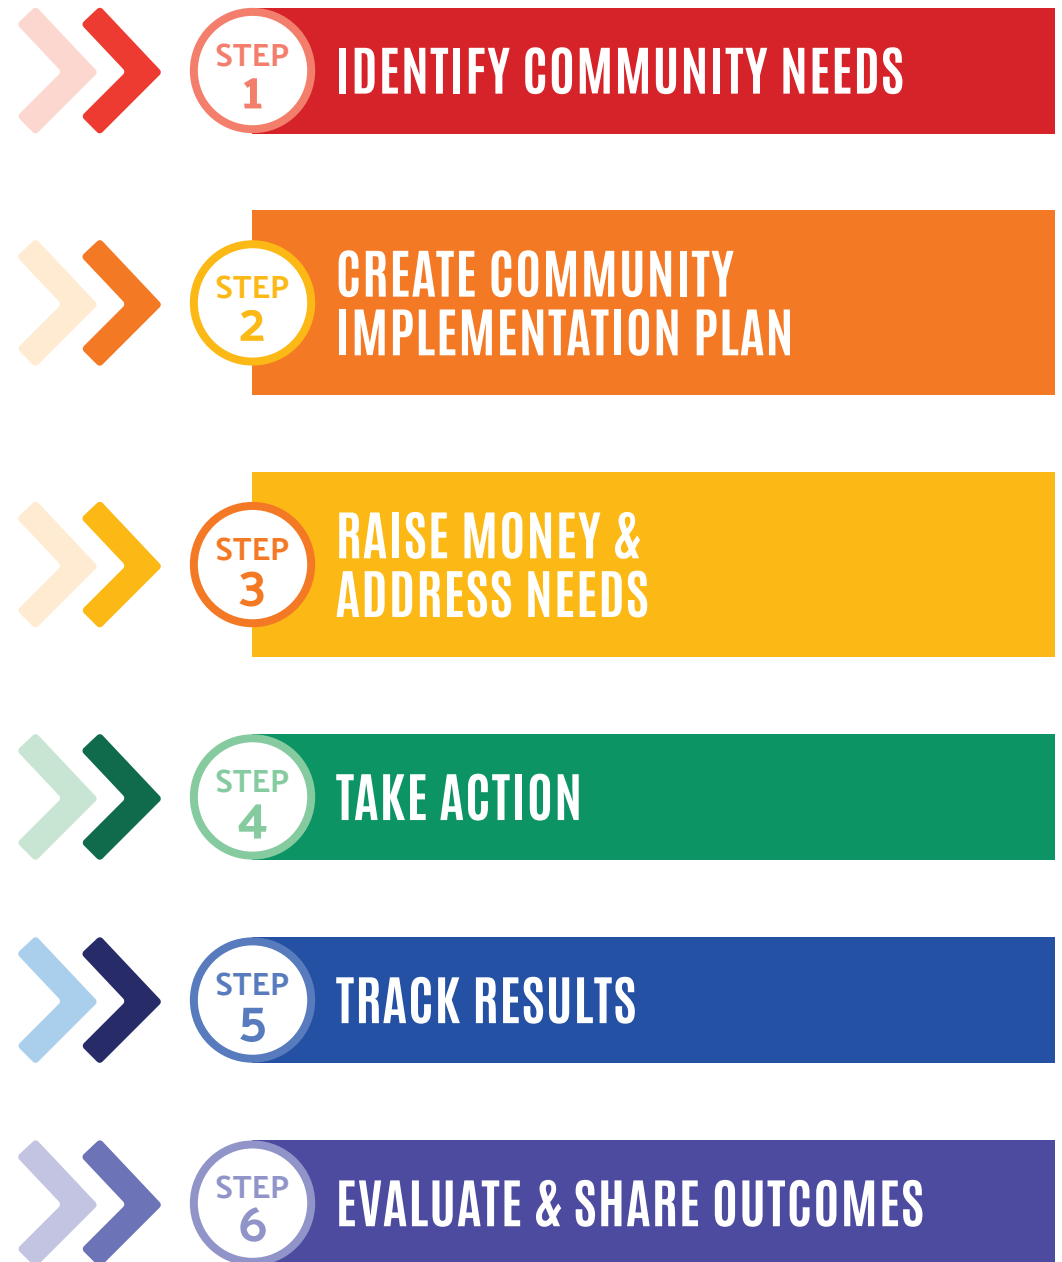 STEP
1
IDENTIFY COMMUNITY NEEDS
STEP
2
CREATE COMMUNITY
IMPLEMENTATION PLAN
STEP
3
RAISE MONEY &
ADDRESS NEEDS
STEP
4
TAKE ACTION
STEP
5
TRACK RESULTS
STEP
6
EVALUATE & SHARE OUTCOMES